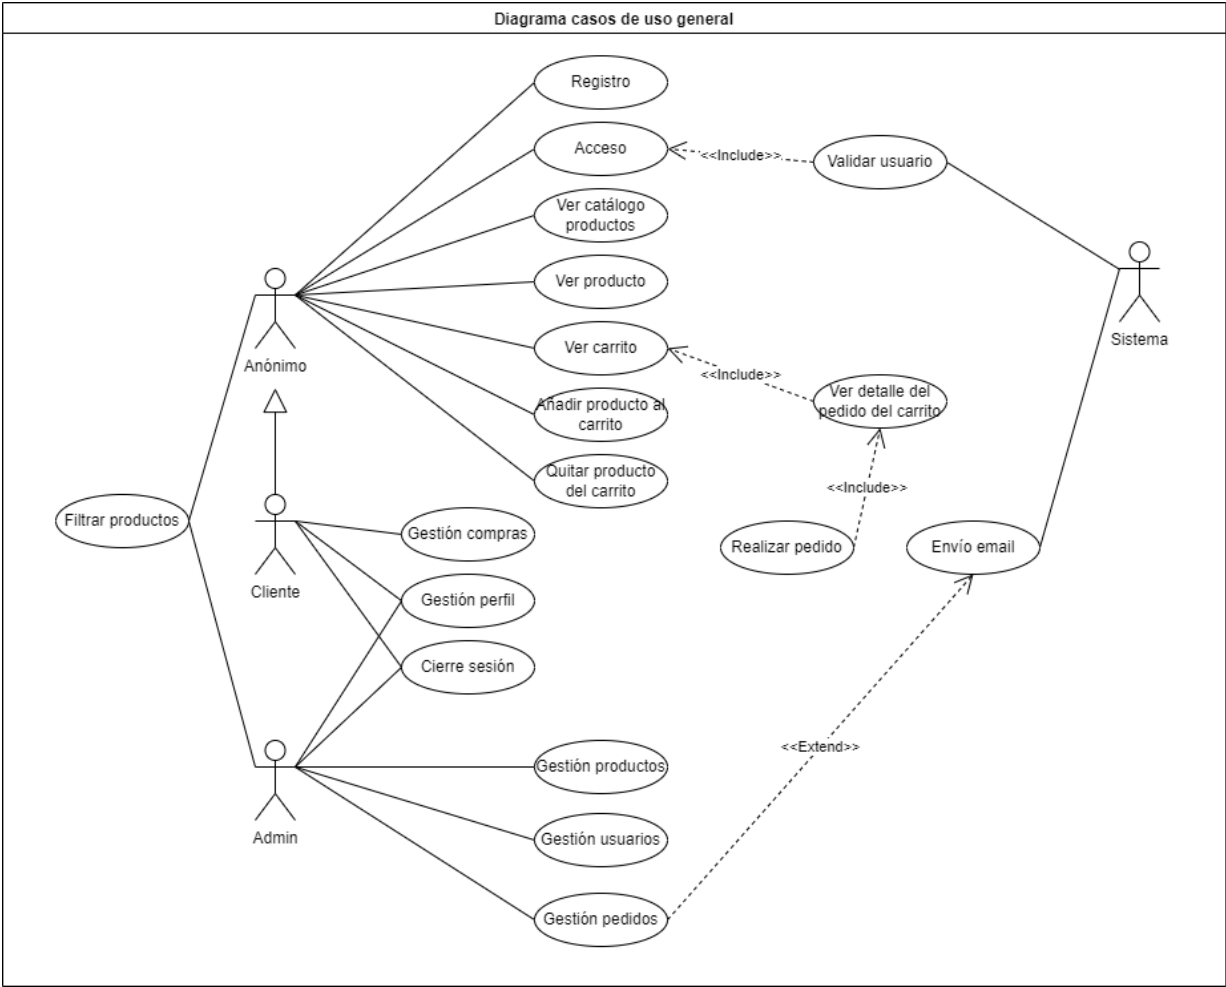 Diagrama casos de uso general
Registro
Acceso
<<Include>>
Validar usuario
Ver catálogo
productos
Ver producto
Anónimo
Sistema
Ver carrito
<<Include>>
Ver detalle del
pedido del carrito
Añadir producto al
carrito
Quitar producto
del carrito
<<Include>>
Filtrar productos
Gestión compras
Realizar pedido
Envío email
Cliente
Gestión perfil
Cierre sesión
<<Extend>>
Gestión productos
Admin
Gestión usuarios
Gestión pedidos